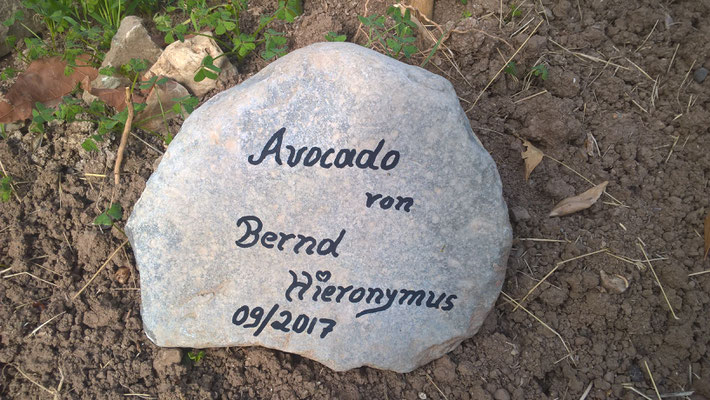 Avocado
von
Bernd
Hieronymus
09/2017